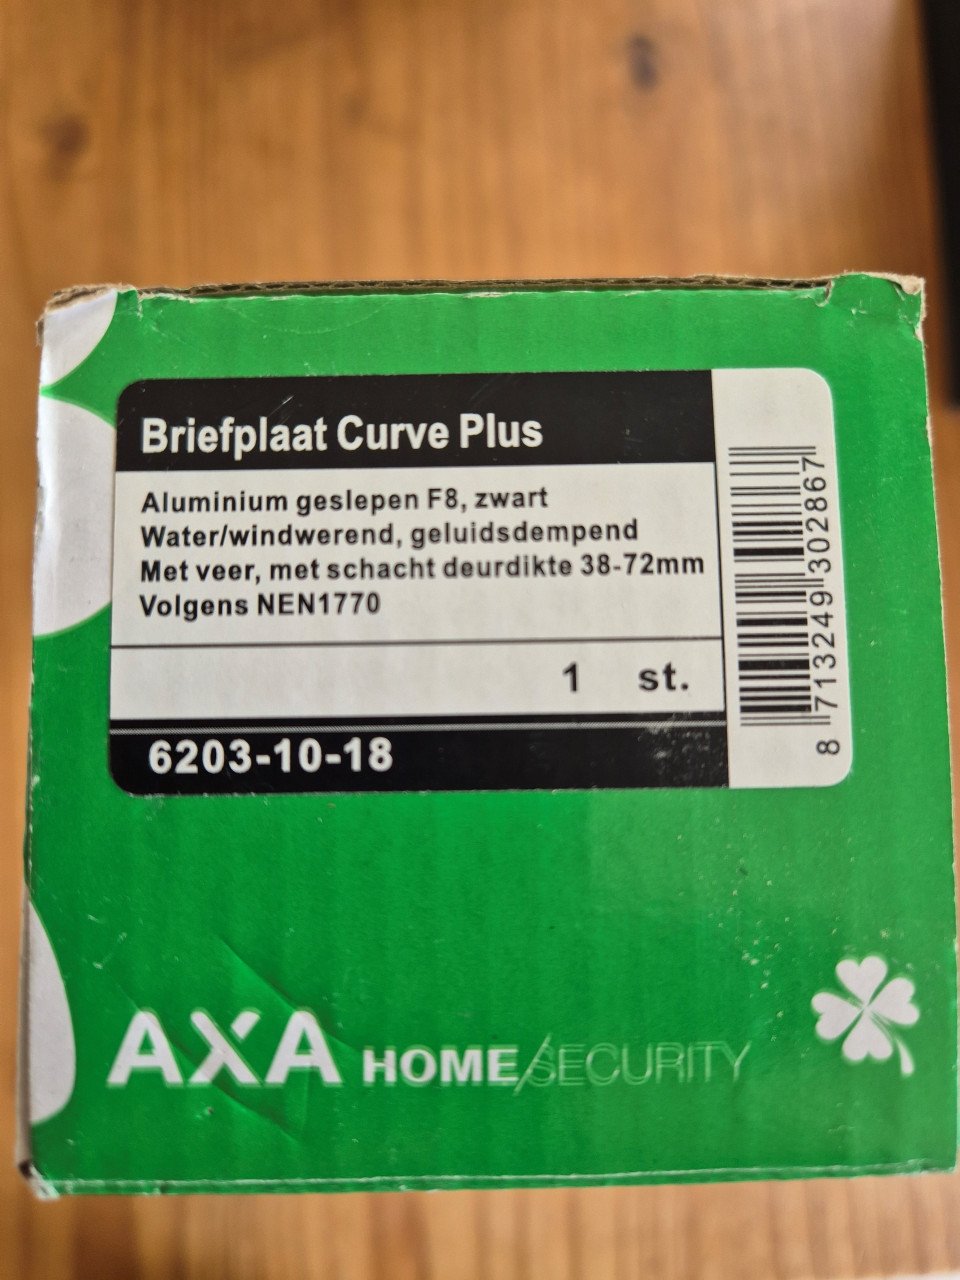 Briefplaat Curve Plus
Aluminium geslepen F8, zwart
Water/windwerend, geluidsdempend
Met veer, met schacht deurdikte 38-72mm
Volgens NEN1770
1 st.
6203-10-18
8 713249 302867
AXA HOME/SECURITY